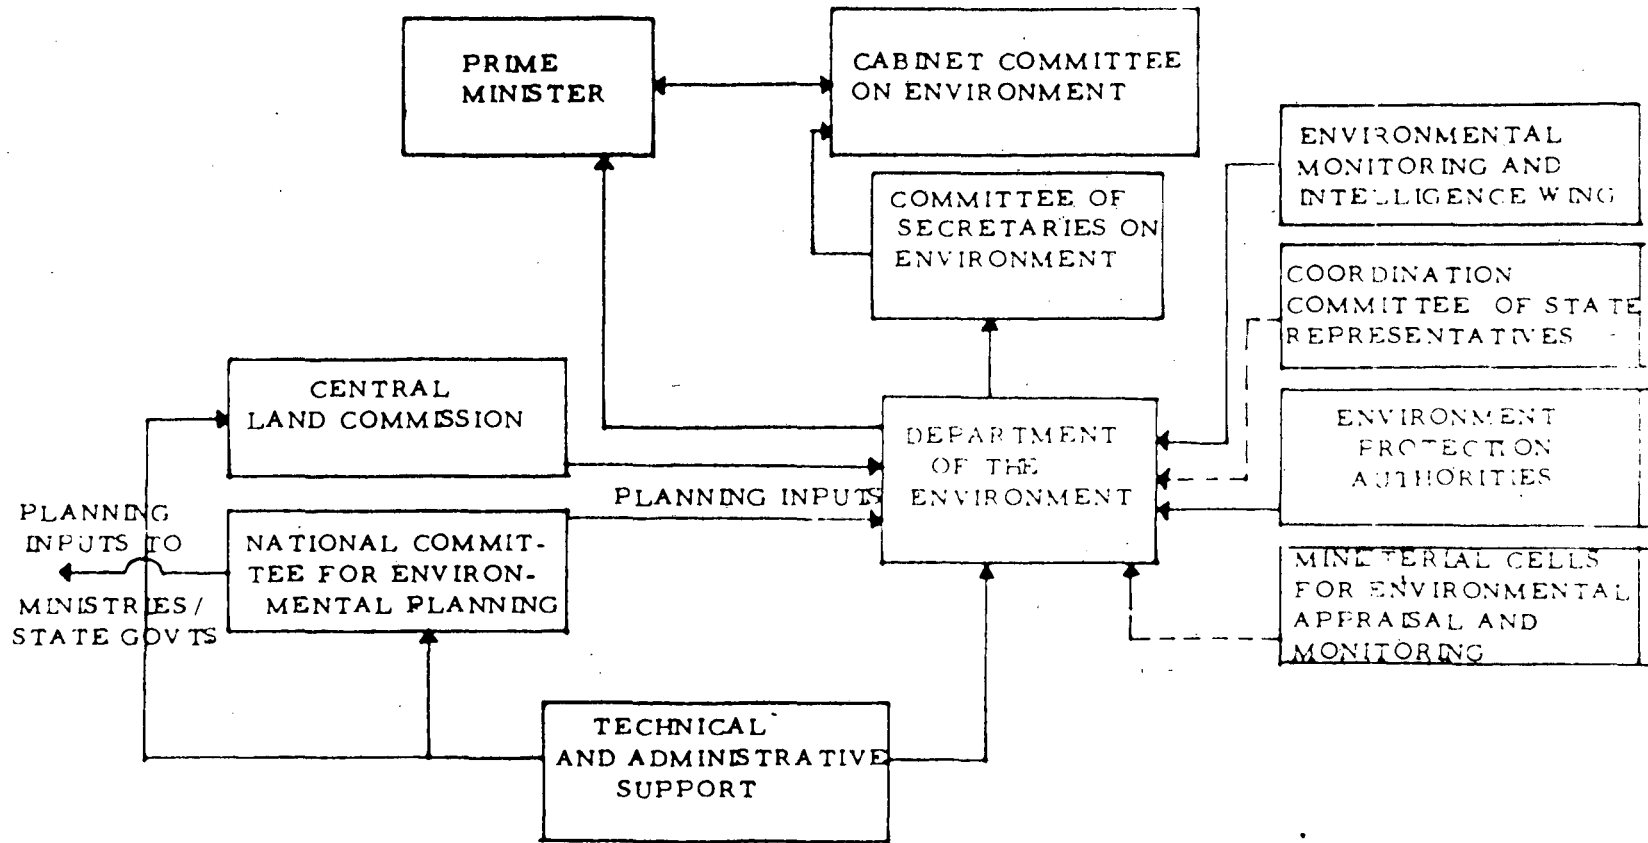 PRIME
MINISTER
CABINET COMMITTEE
ON ENVIRONMENT
ENVIRONMENTAL
MONITORING AND
INTELLIGENCE WING
COMMITTEE OF
SECRETARIES ON
ENVIRONMENT
COORDINATION
COMMITTEE OF STATE
REPRESENTATIVES
CENTRAL
LAND COMMISSION
DEPARTMENT
OF THE
ENVIRONMENT
ENVIRONMENT
PROTECTION
AUTHORITIES
PLANNING INPUTS
PLANNING
INPUTS TO
MINISTRIES/
STATE GOVTS
NATIONAL COMMIT-
TEE FOR ENVIRON-
MENTAL PLANNING
MINISTERIAL CELLS
FOR ENVIRONMENTAL
APPRAISAL AND
MONITORING
TECHNICAL
AND ADMINISTRATIVE
SUPPORT